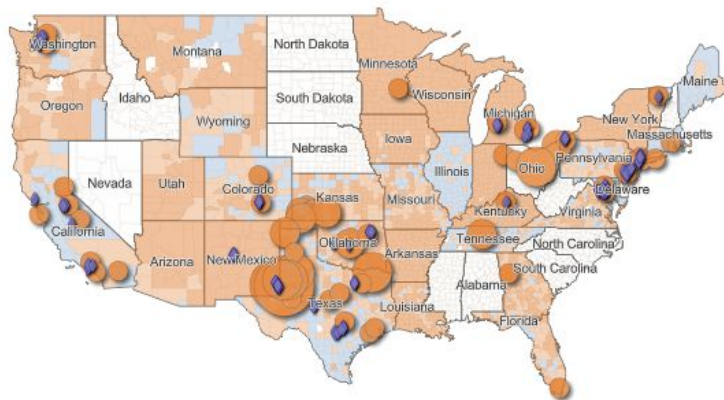 Washington
Montana
North Dakota
Minnesota
Maine
Oregon
Idaho
South Dakota
Wisconsin
Michigan
New York
Massachusetts
Wyoming
Nebraska
Iowa
Illinois
Ohio
Pennsylvania
Nevada
Utah
Colorado
Kansas
Missouri
Kentucky
Virginia
Delaware
California
Arizona
New Mexico
Oklahoma
Arkansas
Tennessee
North Carolina
South Carolina
Texas
Louisiana
Alabama
Florida